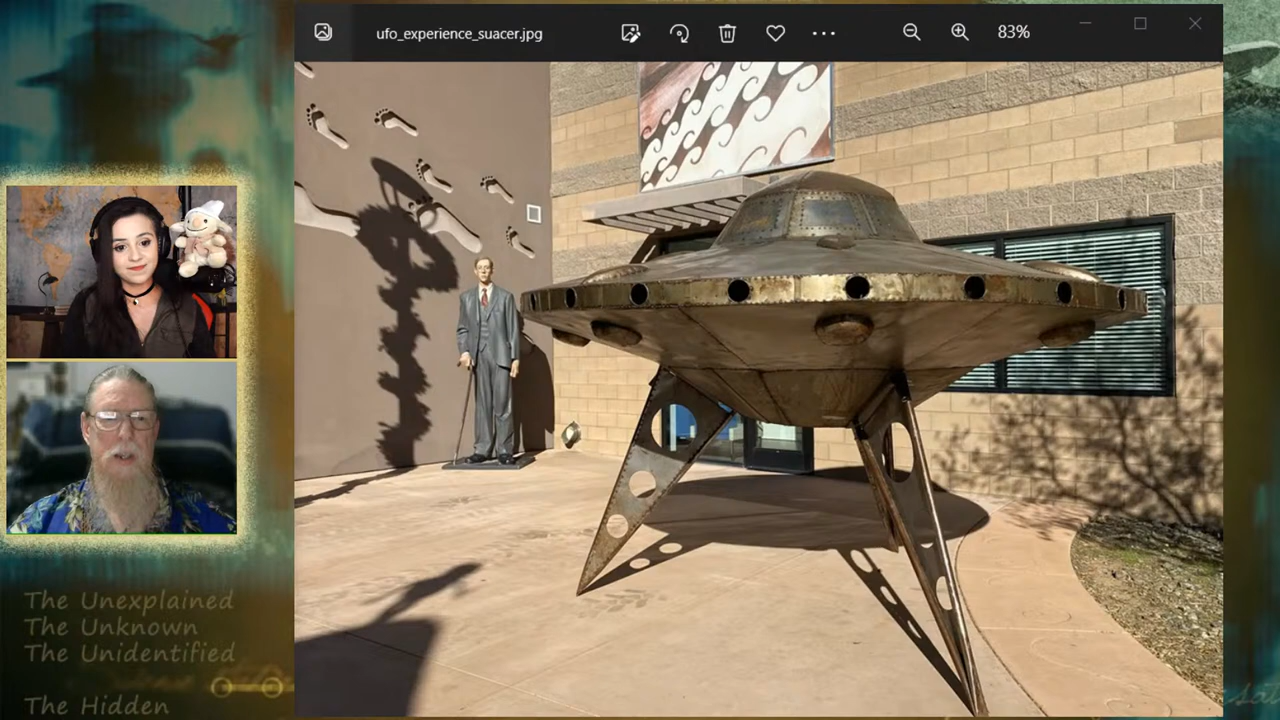 ufo_experience_suacer.jpg
83%
The Unexplained
The Unknown
The Unidentified
The Hidden